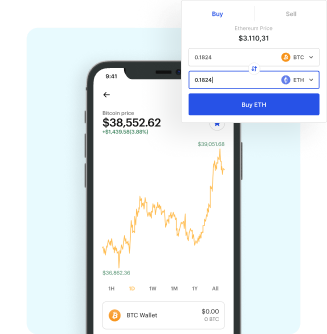 Buy Sell
Ethereum Price
$3.110,31
0.1824 BTC
0.1824 ETH
Buy ETH
9:41
Bitcoin price
$38,552.62
+$1,439.58(3.88%)
$39,051.68
$36,862.36
1H 1D 1W 1M 1Y All
BTC Wallet $0.00
0 BTC